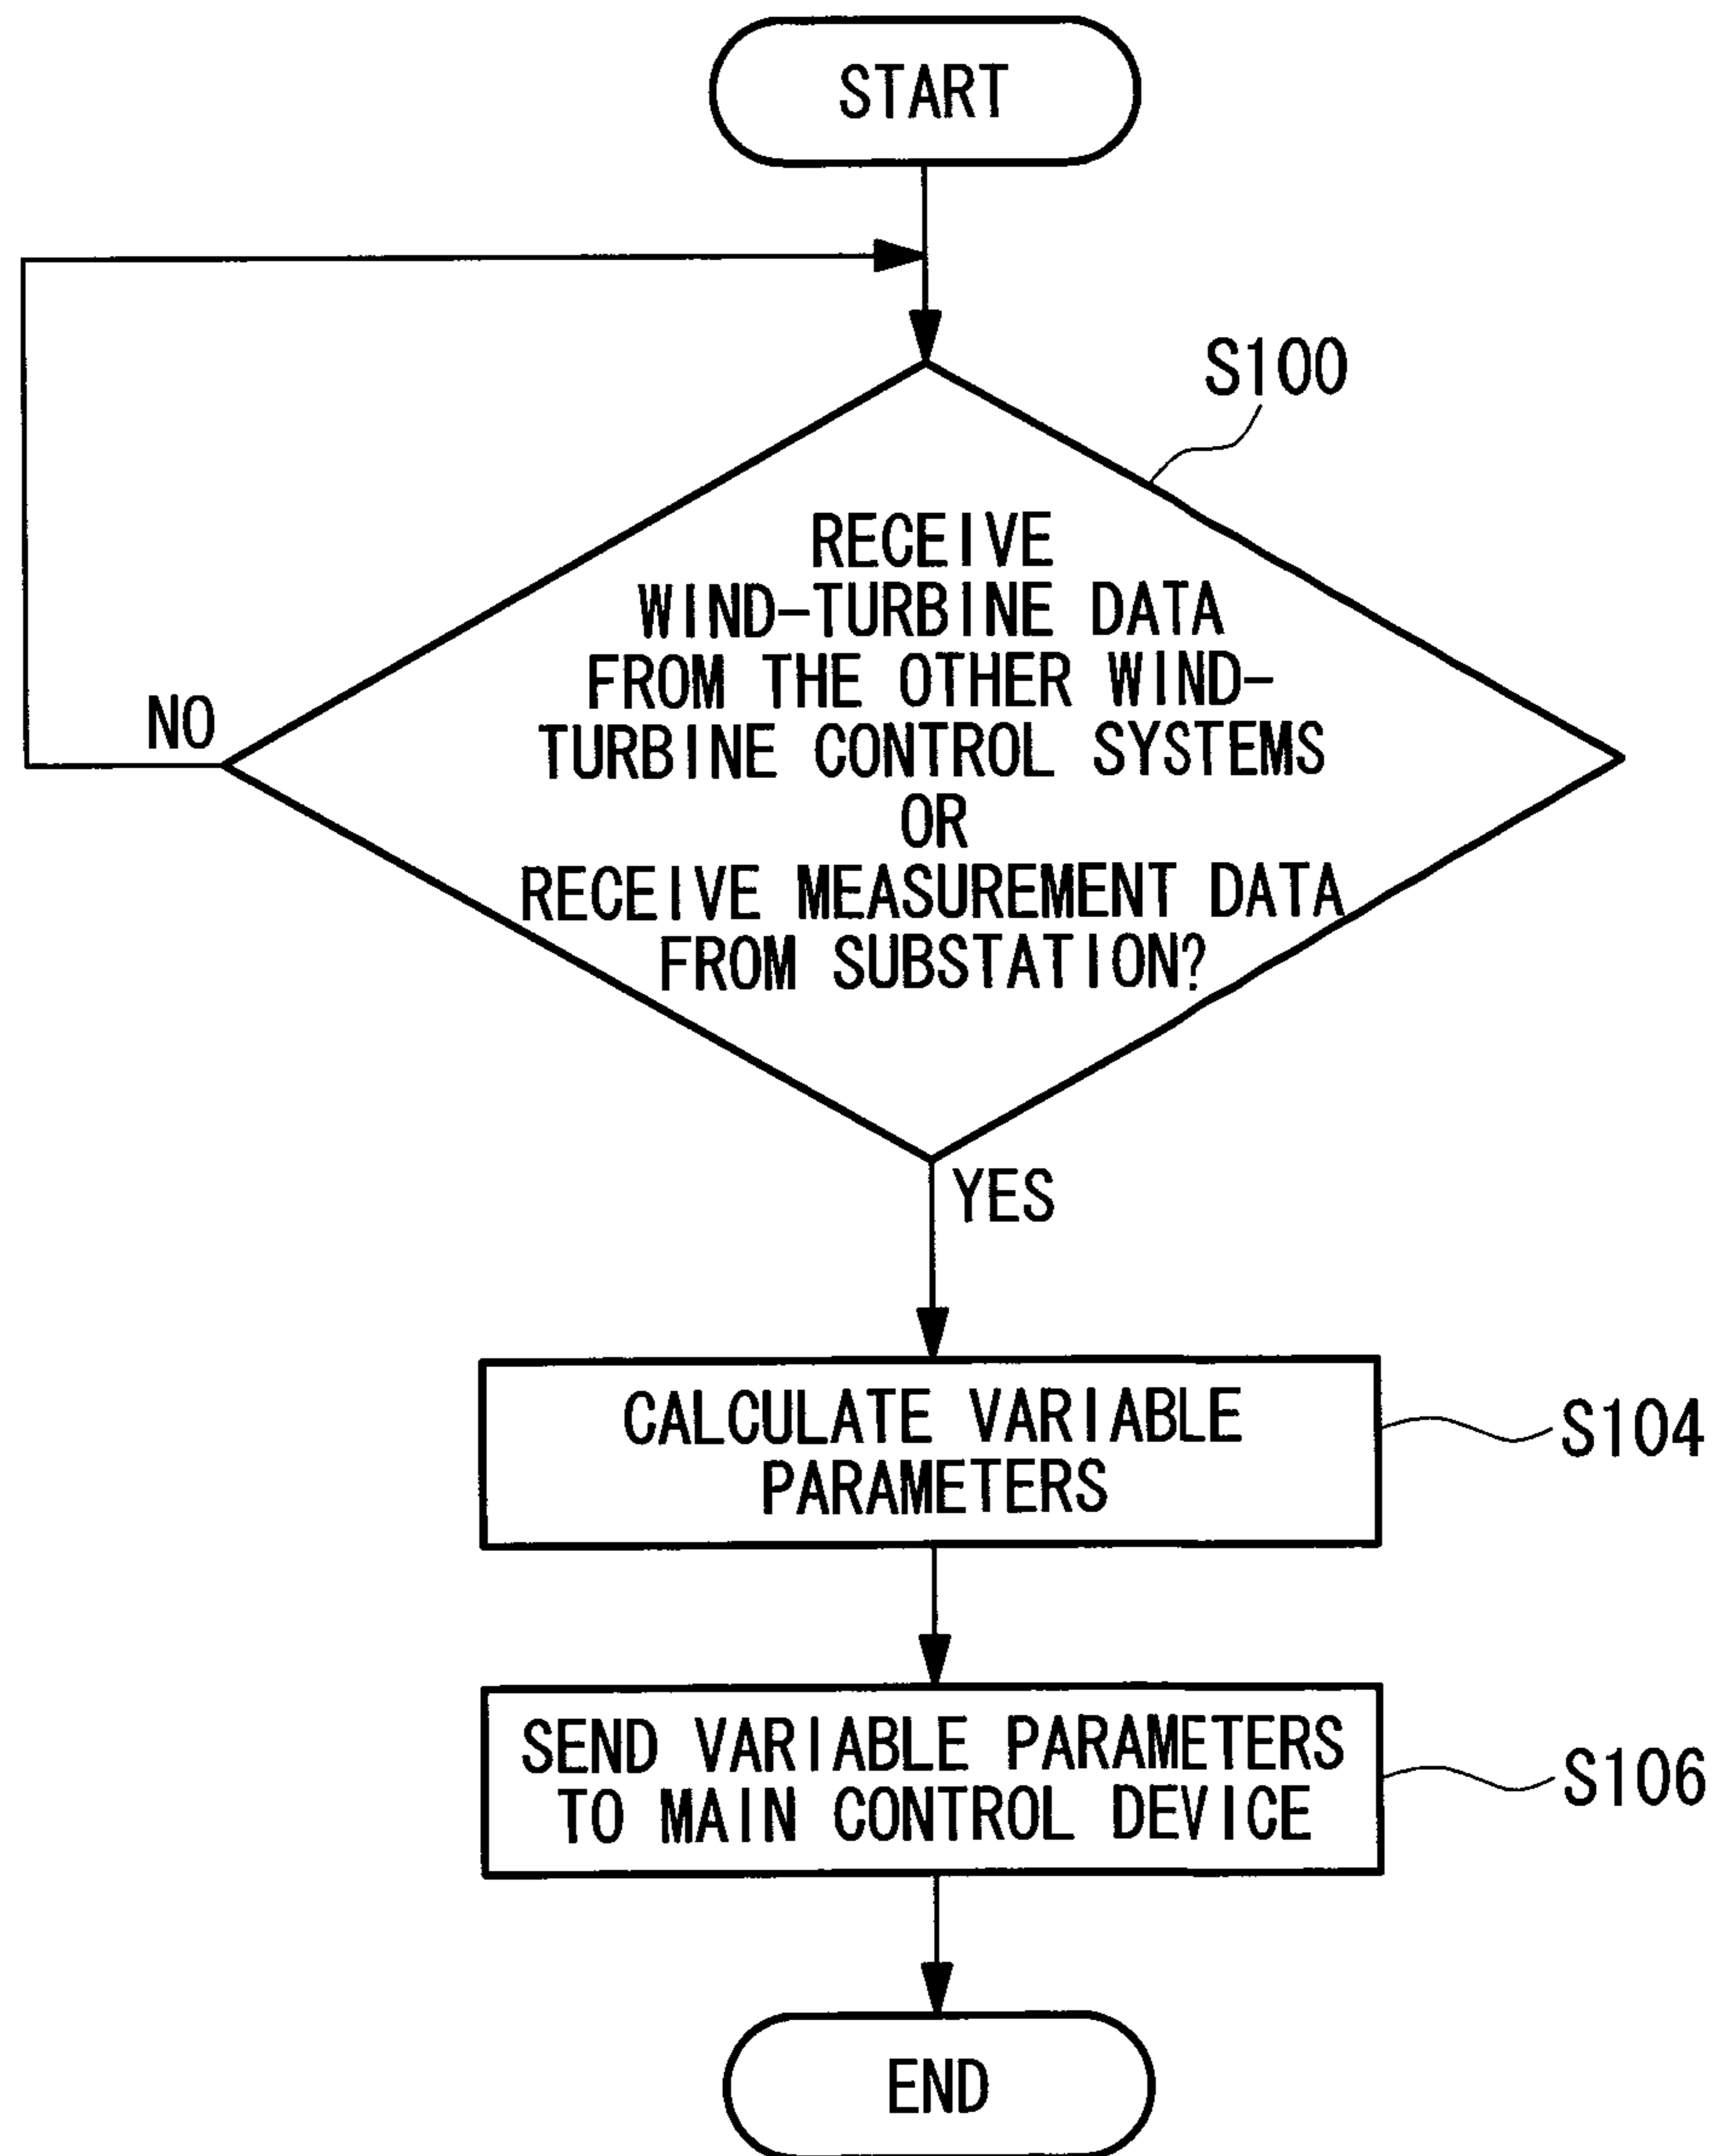 START
S100
RECEIVE
WIND-TURBINE DATA
FROM THE OTHER WIND-
TURBINE CONTROL SYSTEMS
OR
RECEIVE MEASUREMENT DATA
FROM SUBSTATION?
NO
YES
CALCULATE VARIABLE
PARAMETERS
S104
SEND VARIABLE PARAMETERS
TO MAIN CONTROL DEVICE
S106
END